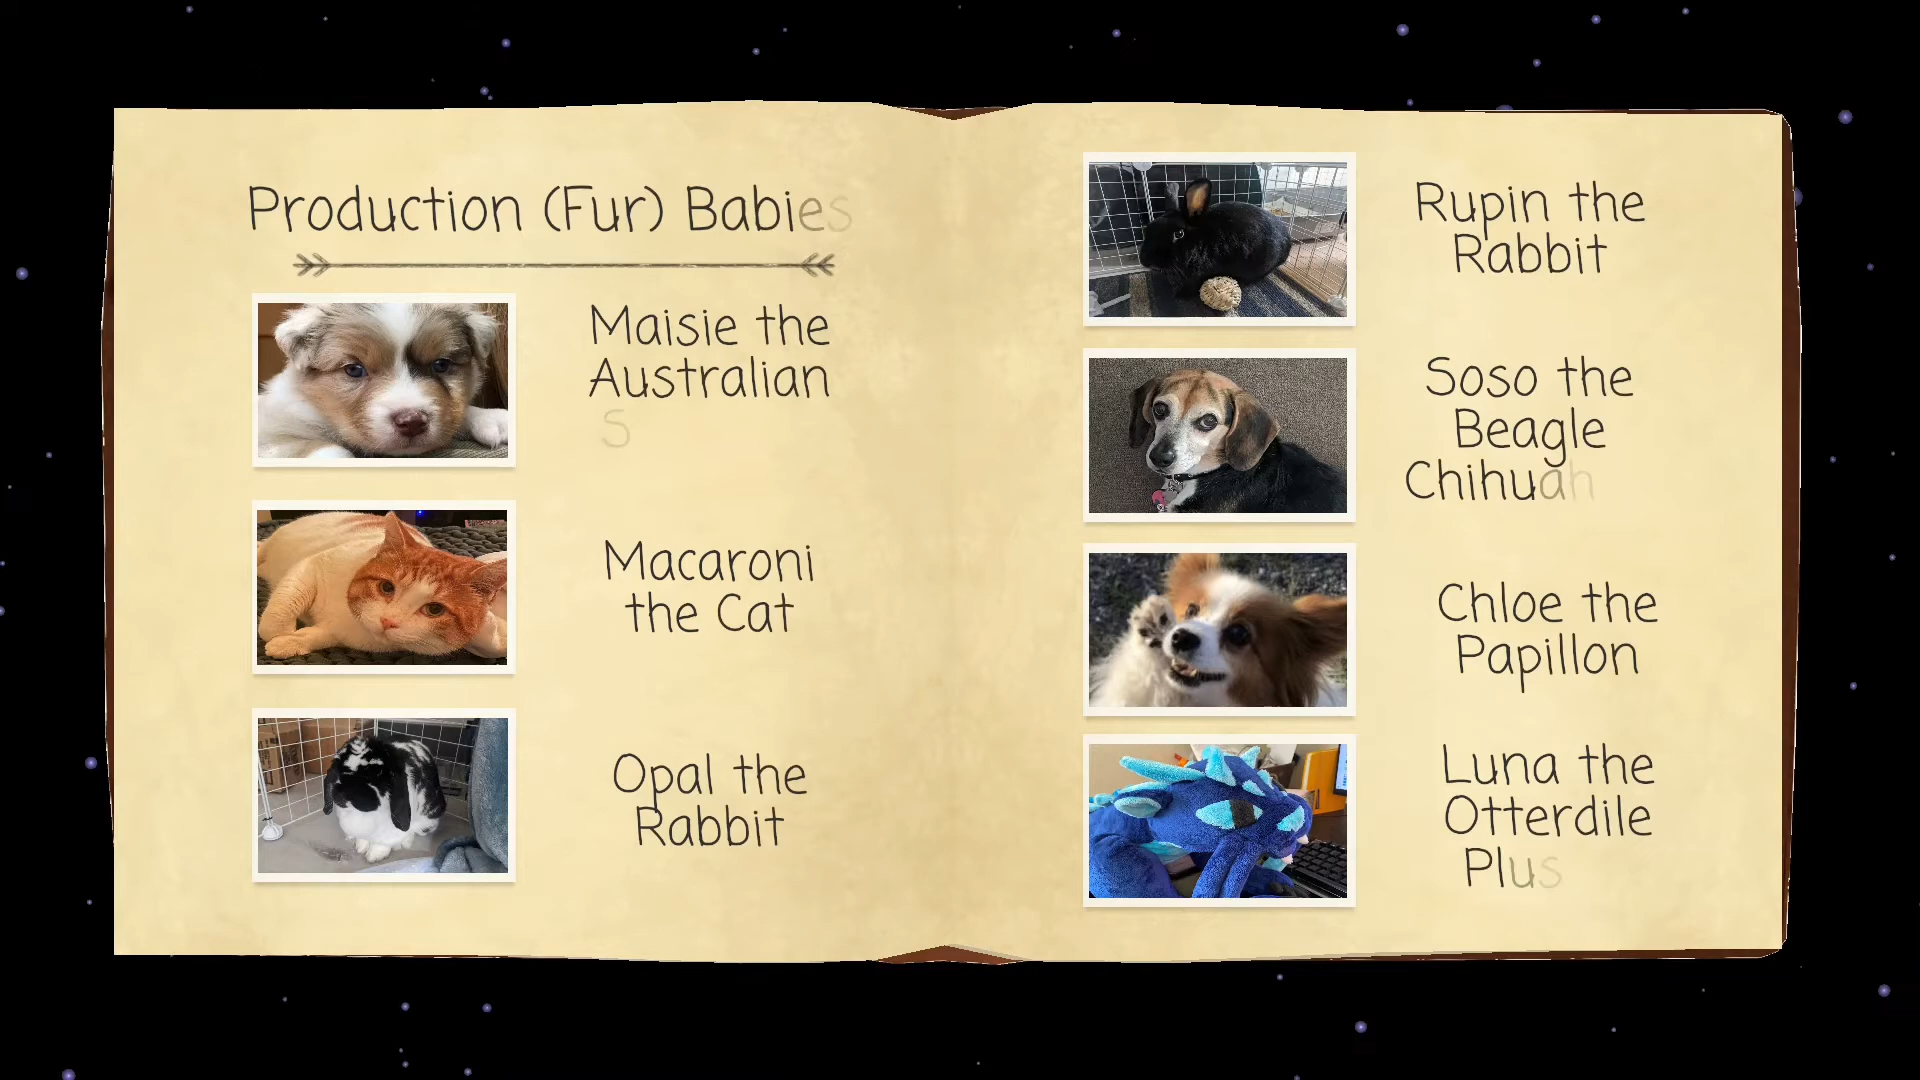 Production (Fur) Babies
Maisie the
Australian
S
Macaroni
the Cat
Opal the
Rabbit
Rupin the
Rabbit
Soso the
Beagle
Chihuah
Chloe the
Papillon
Luna the
Otterdile
Plus